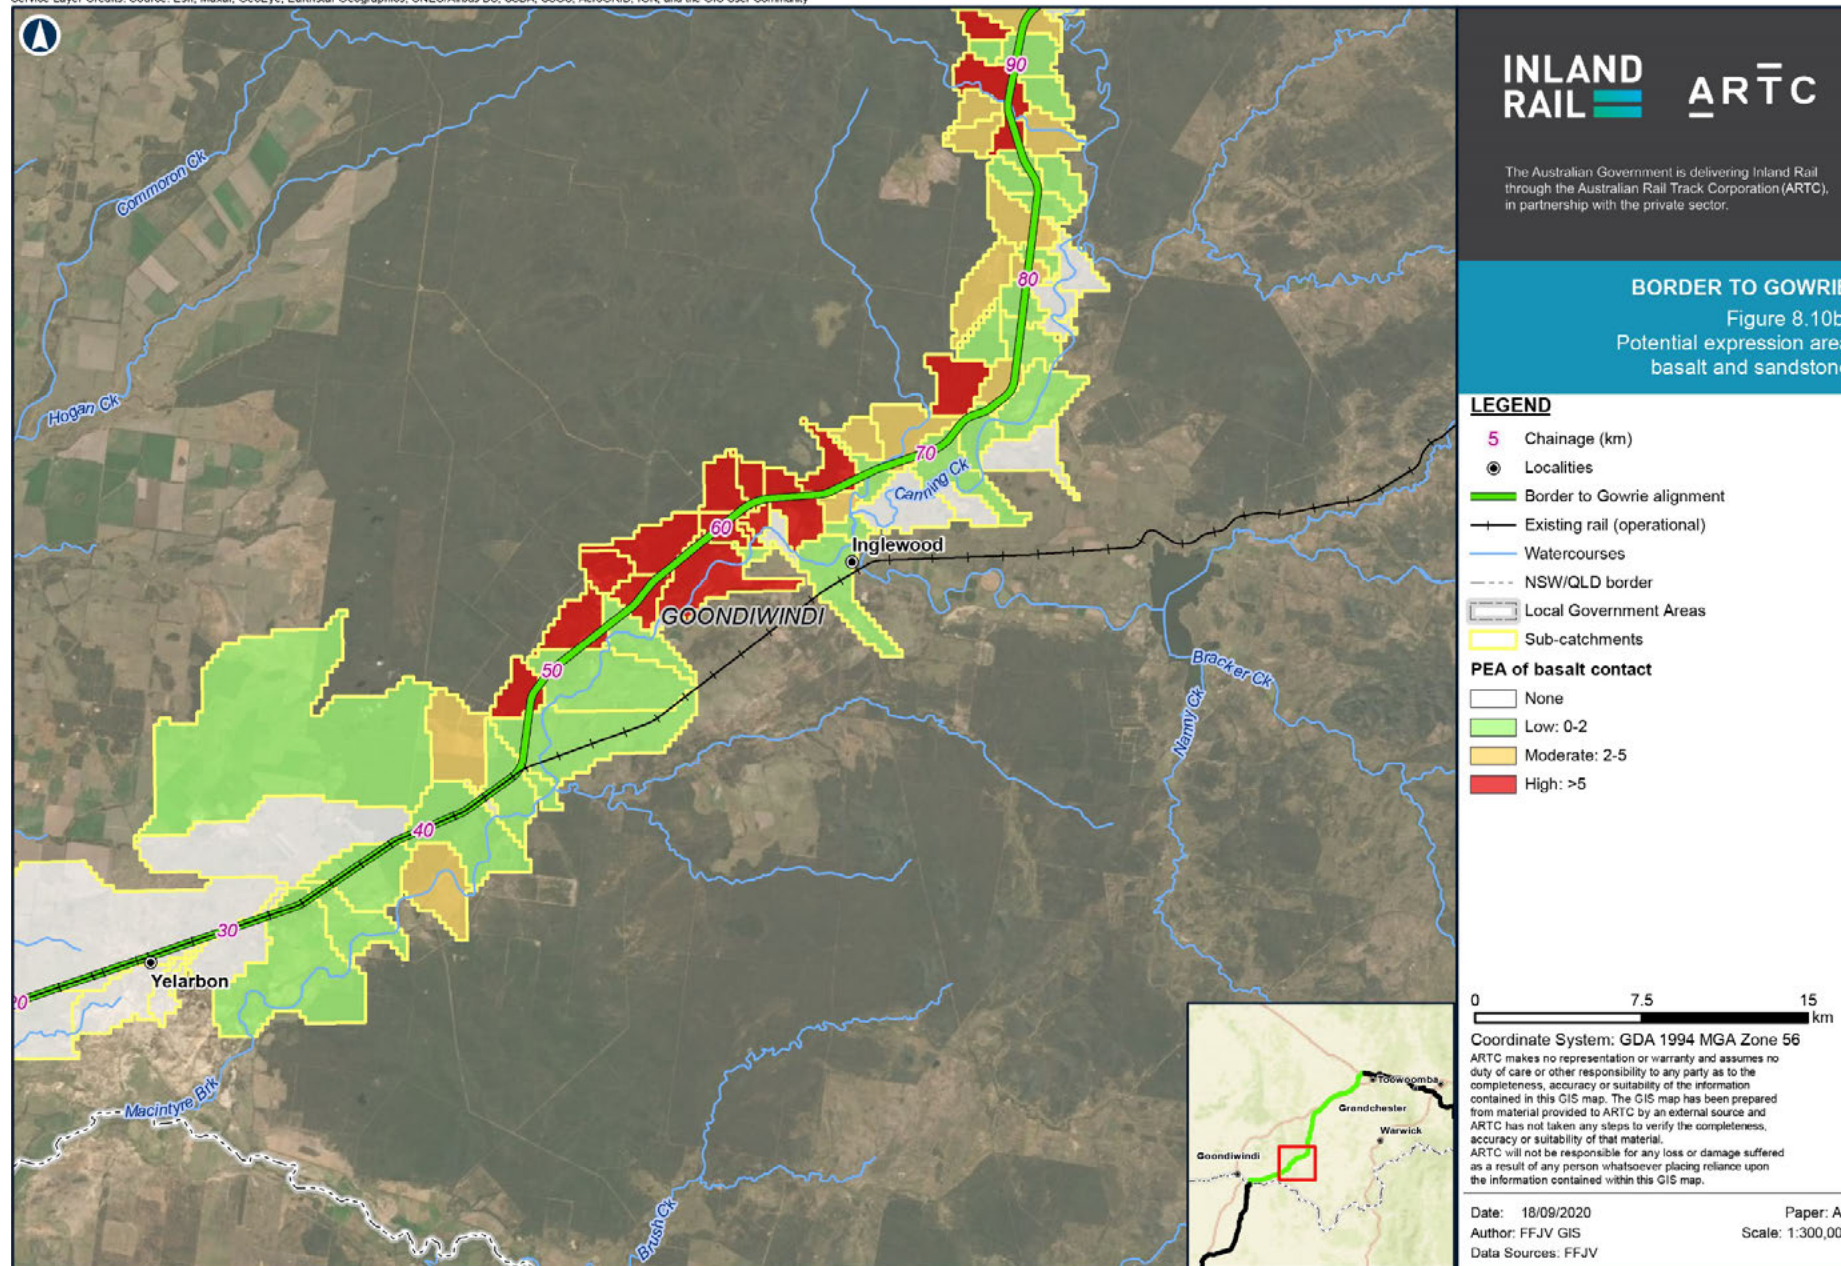 INLAND
RAIL
ARTC
The Australian Government is delivering Inland Rail
through the Australian Rail Track Corporation (ARTC),
in partnership with the private sector.
BORDER TO GOWRIE
Figure 8.10b
Potential expression area
basalt and sandstone
LEGEND
5 Chainage (km)
Localities
Border to Gowrie alignment
Existing rail (operational)
Watercourses
NSW/QLD border
Local Government Areas
Sub-catchments
PEA of basalt contact
None
Low: 0-2
Moderate: 2-5
High: >5
0 7.5 15
km
Coordinate System: GDA 1994 MGA Zone 56
ARTC makes no representation or warranty and assumes no
duty of care or other responsibility to any party as to the
completeness, accuracy or suitability of the information
contained in this GIS map. The GIS map has been prepared
from material provided to ARTC by an external source and
ARTC has not taken any steps to verify the completeness,
accuracy or suitability of that material.
ARTC will not be responsible for any loss or damage suffered
as a result of any person whatsoever placing reliance upon
the information contained within this GIS map.
Date: 18/09/2020 Paper: A
Author: FFJV GIS Scale: 1:300,00
Data Sources: FFJV
90
Commoron Ck
80
Hogan Ck
70
Canning Ck
60
Inglewood
GOONDIWINDI
50
Bracker Ck
Nanny Ck
40
30
Yelarbon
20
Macintyre Brk
Brush Ck
Toowoomba
Grandchester
Warwick
Goondiwindi